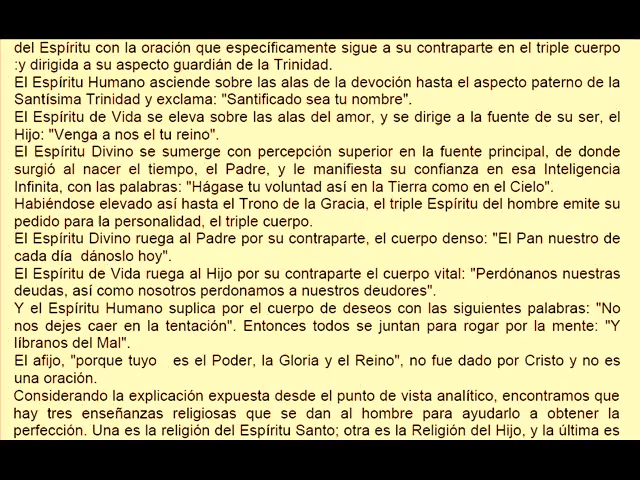 del Espíritu con la oración que específicamente sigue a su contraparte en el triple cuerpo
:y dirigida a su aspecto guardián de la Trinidad.
El Espíritu Humano asciende sobre las alas de la devoción hasta el aspecto paterno de la
Santísima Trinidad y exclama: "Santificado sea tu nombre".
El Espíritu de Vida se eleva sobre las alas del amor, y se dirige a la fuente de su ser, el
Hijo: "Venga a nos el tu reino".
El Espíritu Divino se sumerge con percepción superior en la fuente principal, de donde
surgió al nacer el tiempo, el Padre, y le manifiesta su confianza en esa Inteligencia
Infinita, con las palabras: "Hágase tu voluntad así en la Tierra como en el Cielo".
Habiéndose elevado así hasta el Trono de la Gracia, el triple Espíritu del hombre emite su
pedido para la personalidad, el triple cuerpo.
El Espíritu Divino ruega al Padre por su contraparte, el cuerpo denso: "El Pan nuestro de
cada día dánoslo hoy".
El Espíritu de Vida ruega al Hijo por su contraparte el cuerpo vital: "Perdónanos nuestras
deudas, así como nosotros perdonamos a nuestros deudores".
Y el Espíritu Humano suplica por el cuerpo de deseos con las siguientes palabras: "No
nos dejes caer en la tentación". Entonces todos se juntan para rogar por la mente: "Y
líbranos del Mal".
El afijo, "porque tuyo es el Poder, la Gloria y el Reino", no fue dado por Cristo y no es
una oración.
Considerando la explicación expuesta desde el punto de vista analítico, encontramos que
hay tres enseñanzas religiosas que se dan al hombre para ayudarlo a obtener la
perfección. Una es la religión del Espíritu Santo; otra es la Religión del Hijo, y la última es